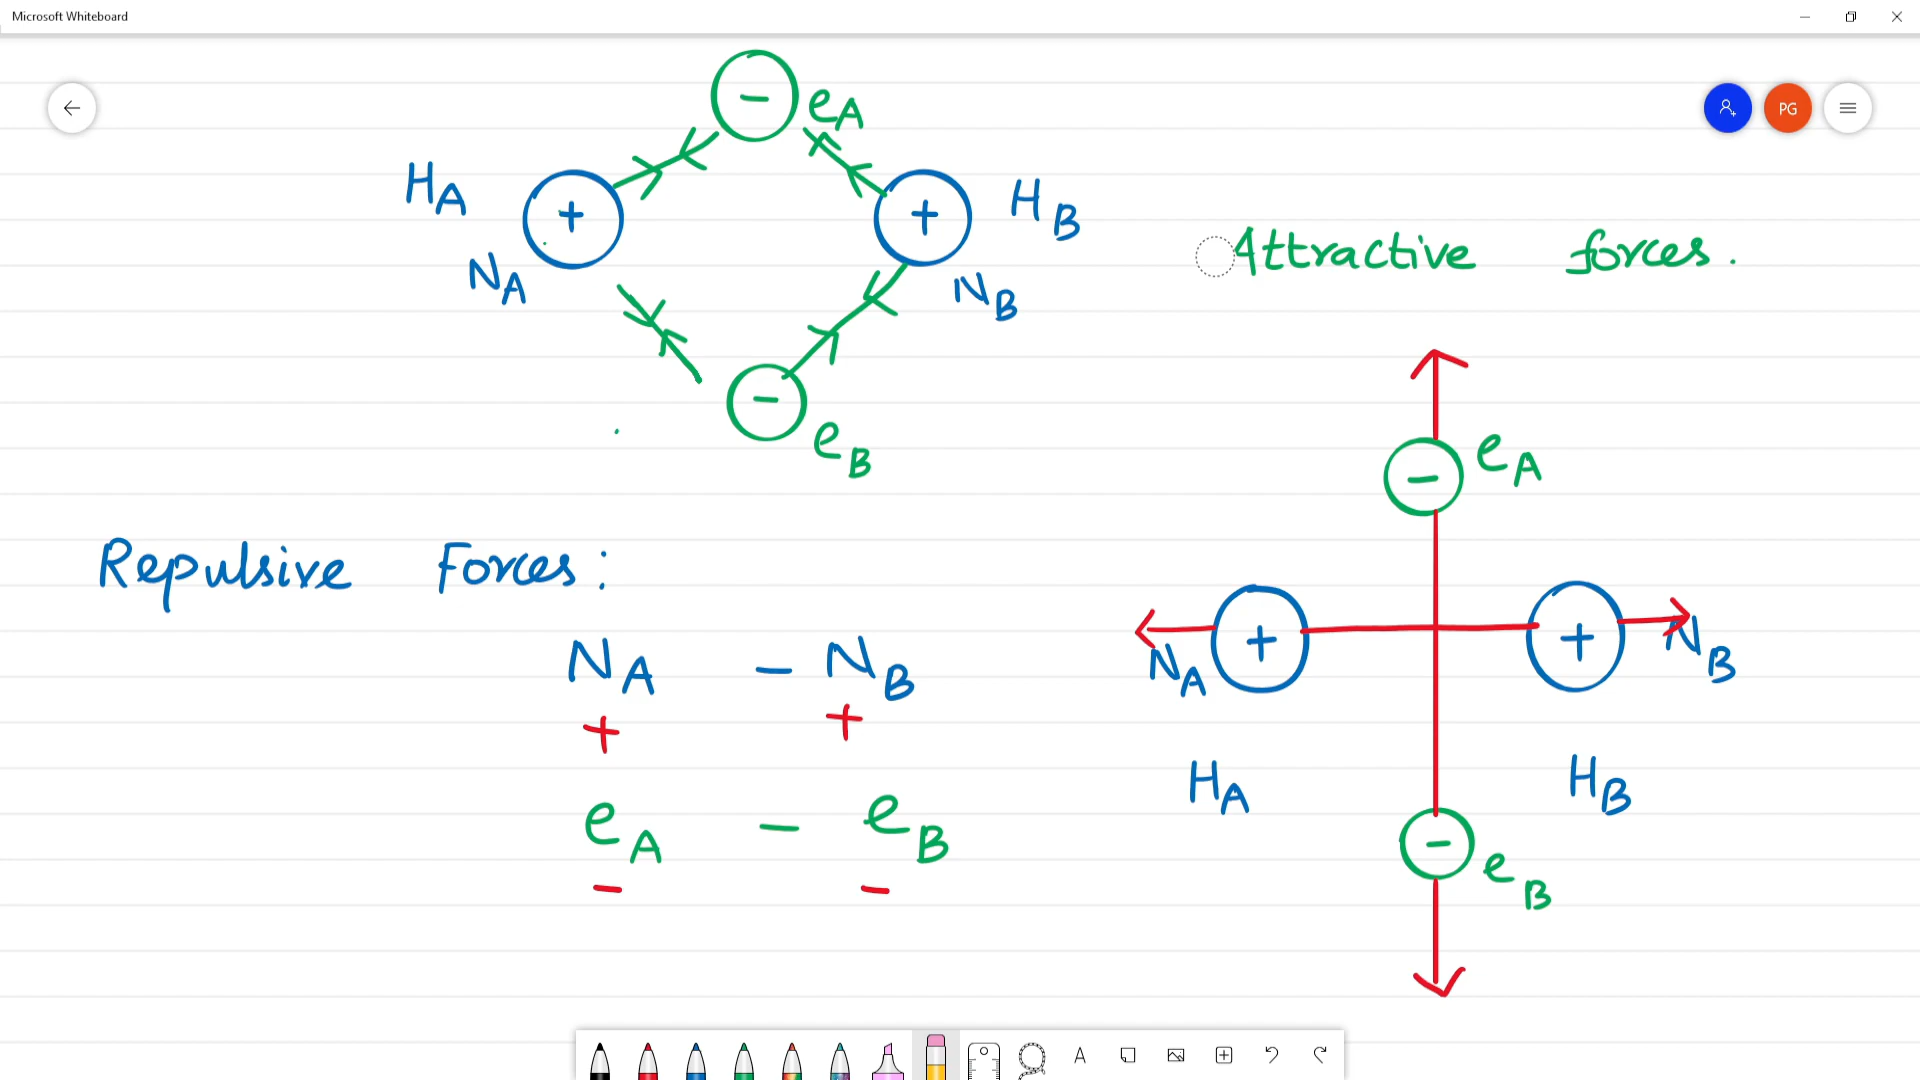 Microsoft Whiteboard
− eA
PG
HA + + HB
NA NB
Attractive forces.
− eB
− eA
Repulsive Forces:
NA − NB
+ +
NA + + NB
HA HB
eA − eB
− −
− eB
A